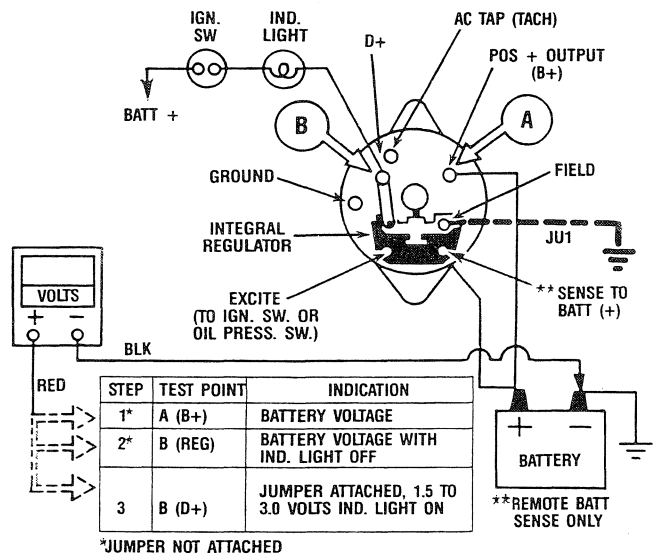 IGN.
SW
IND.
LIGHT
AC TAP (TACH)
D+
POS + OUTPUT
(B+)
BATT +
B
A
GROUND
FIELD
INTEGRAL
REGULATOR
JU1
VOLTS
+ -
EXCITE
(TO IGN. SW. OR
OIL PRESS. SW.)
**SENSE TO
BATT (+)
BLK
RED
STEP TEST POINT INDICATION
1* A (B+) BATTERY VOLTAGE
2* B (REG) BATTERY VOLTAGE WITH
IND. LIGHT OFF
3 B (D+) JUMPER ATTACHED, 1.5 TO
3.0 VOLTS IND. LIGHT ON
*JUMPER NOT ATTACHED
+ -
BATTERY
**REMOTE BATT
SENSE ONLY